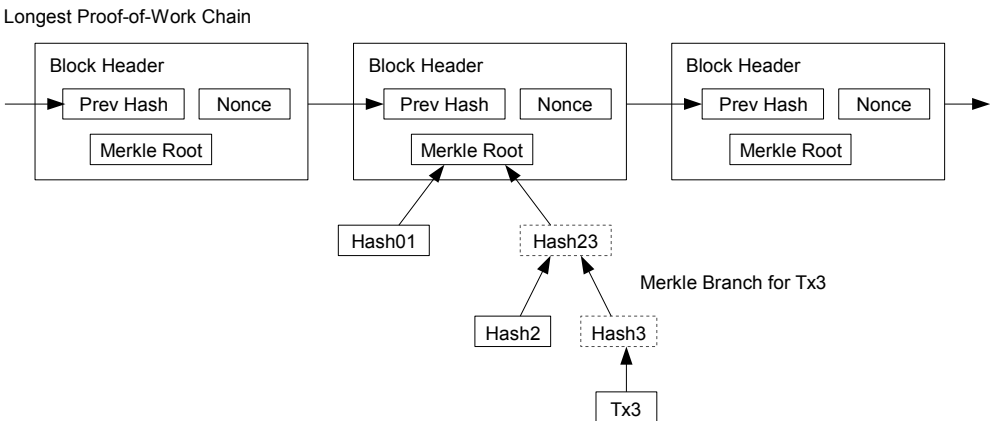 Longest Proof-of-Work Chain
Block Header
Prev Hash
Nonce
Merkle Root
Block Header
Prev Hash
Nonce
Merkle Root
Block Header
Prev Hash
Nonce
Merkle Root
Hash01
Hash23
Merkle Branch for Tx3
Hash2
Hash3
Tx3